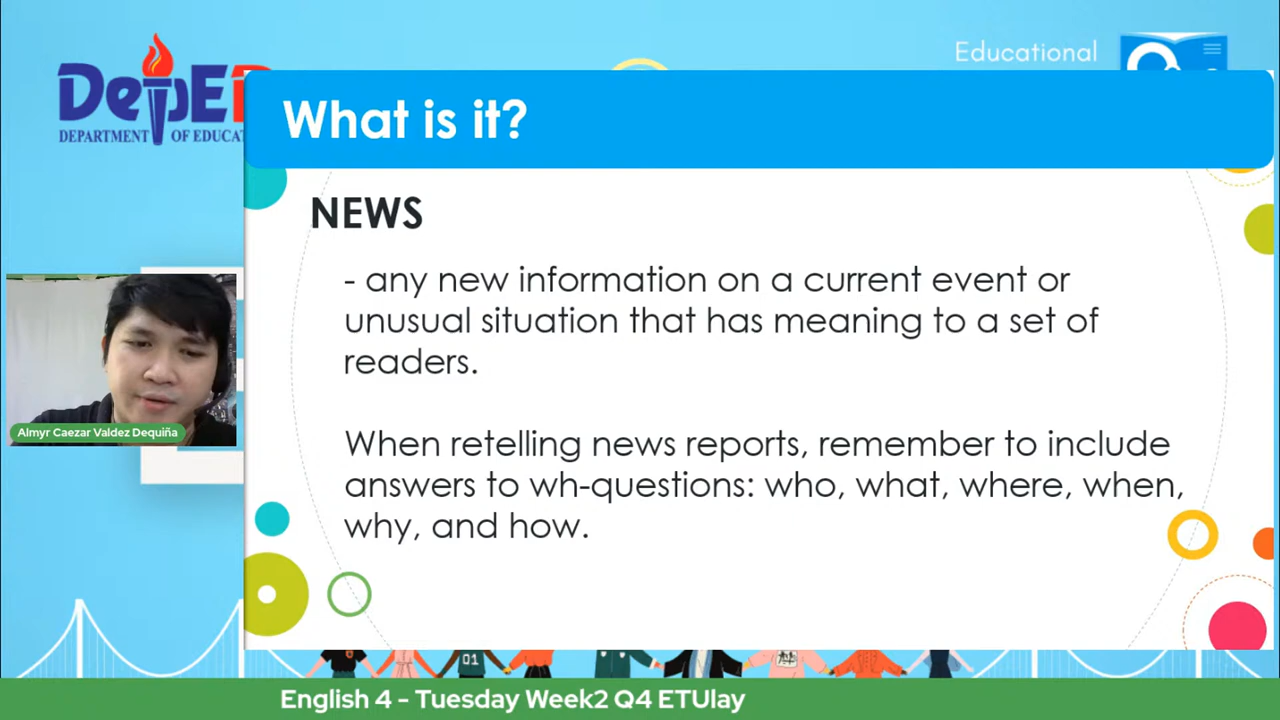 Educational
DepED
DEPARTMENT OF EDUCAT
What is it?
NEWS
- any new information on a current event or
unusual situation that has meaning to a set of
readers.
When retelling news reports, remember to include
answers to wh-questions: who, what, where, when,
why, and how.
Almyr Caezar Valdez Dequiña
01
English 4 - Tuesday Week2 Q4 ETUlay